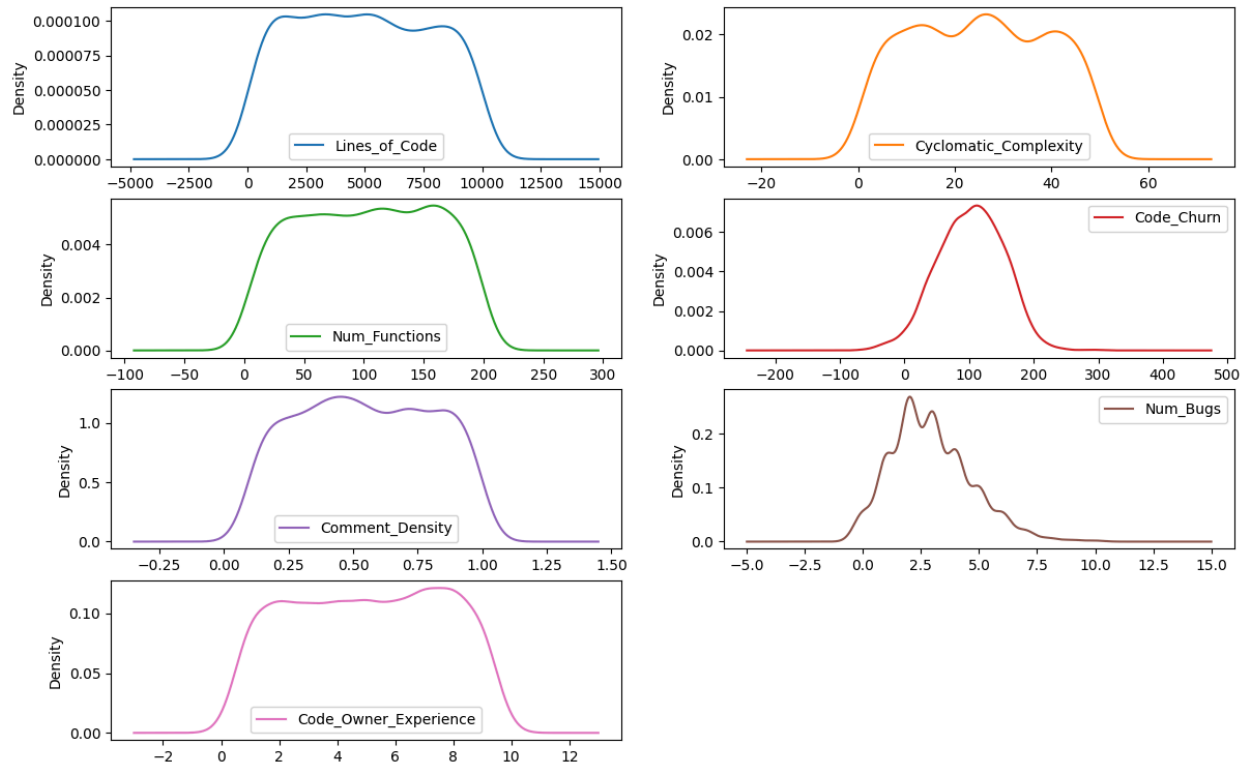 0.000100
0.000075
0.000050
0.000025
0.000000
Density
Lines_of_Code
−5000 −2500 0 2500 5000 7500 10000 12500 15000
0.02
0.01
0.00
Density
Cyclomatic_Complexity
−20 0 20 40 60
0.004
0.002
0.000
Density
Num_Functions
−100 −50 0 50 100 150 200 250 300
0.006
0.004
0.002
0.000
Density
Code_Churn
−200 −100 0 100 200 300 400 500
1.0
0.5
0.0
Density
Comment_Density
−0.25 0.00 0.25 0.50 0.75 1.00 1.25 1.50
0.2
0.1
0.0
Density
Num_Bugs
−5.0 −2.5 0.0 2.5 5.0 7.5 10.0 12.5 15.0
0.10
0.05
0.00
Density
Code_Owner_Experience
−2 0 2 4 6 8 10 12